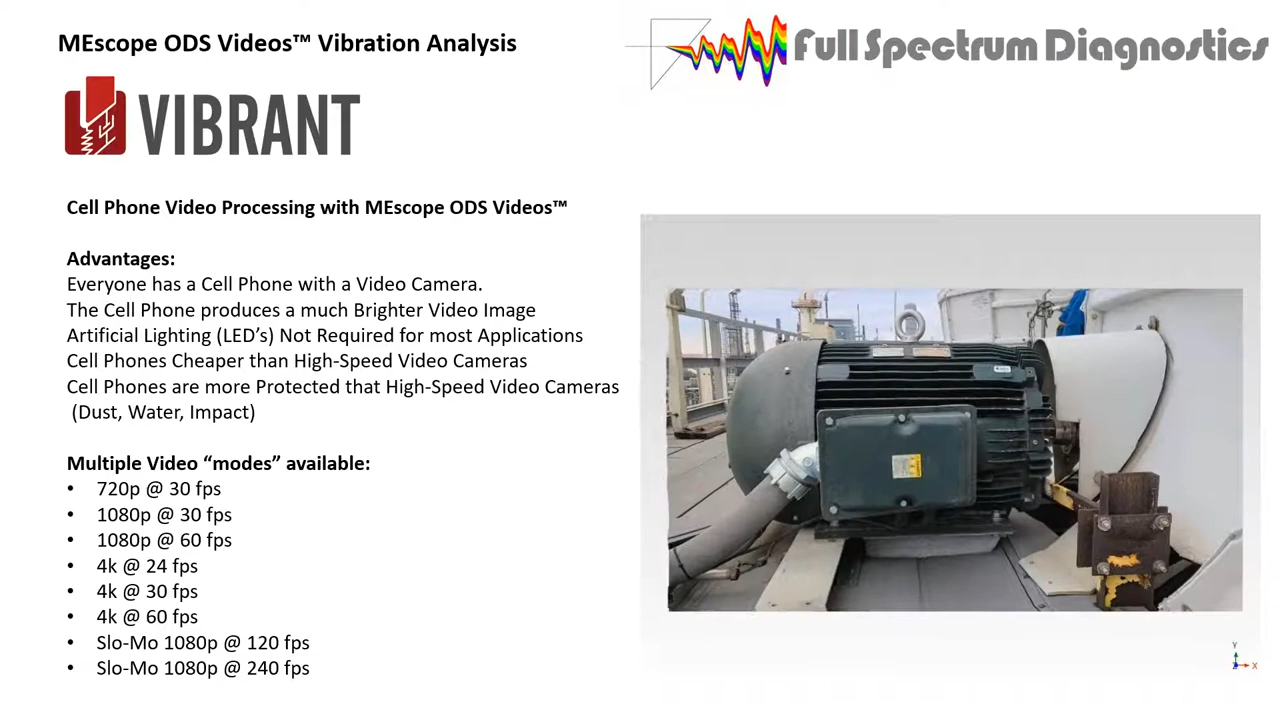 MEscope ODS Videos™ Vibration Analysis
Full Spectrum Diagnostics
VIBRANT
Cell Phone Video Processing with MEscope ODS Videos™
Advantages:
Everyone has a Cell Phone with a Video Camera.
The Cell Phone produces a much Brighter Video Image
Artificial Lighting (LED's) Not Required for most Applications
Cell Phones Cheaper than High-Speed Video Cameras
Cell Phones are more Protected that High-Speed Video Cameras
(Dust, Water, Impact)
Multiple Video “modes” available:
• 720p @ 30 fps
• 1080p @ 30 fps
• 1080p @ 60 fps
• 4k @ 24 fps
• 4k @ 30 fps
• 4k @ 60 fps
• Slo-Mo 1080p @ 120 fps
• Slo-Mo 1080p @ 240 fps
Y
Z X